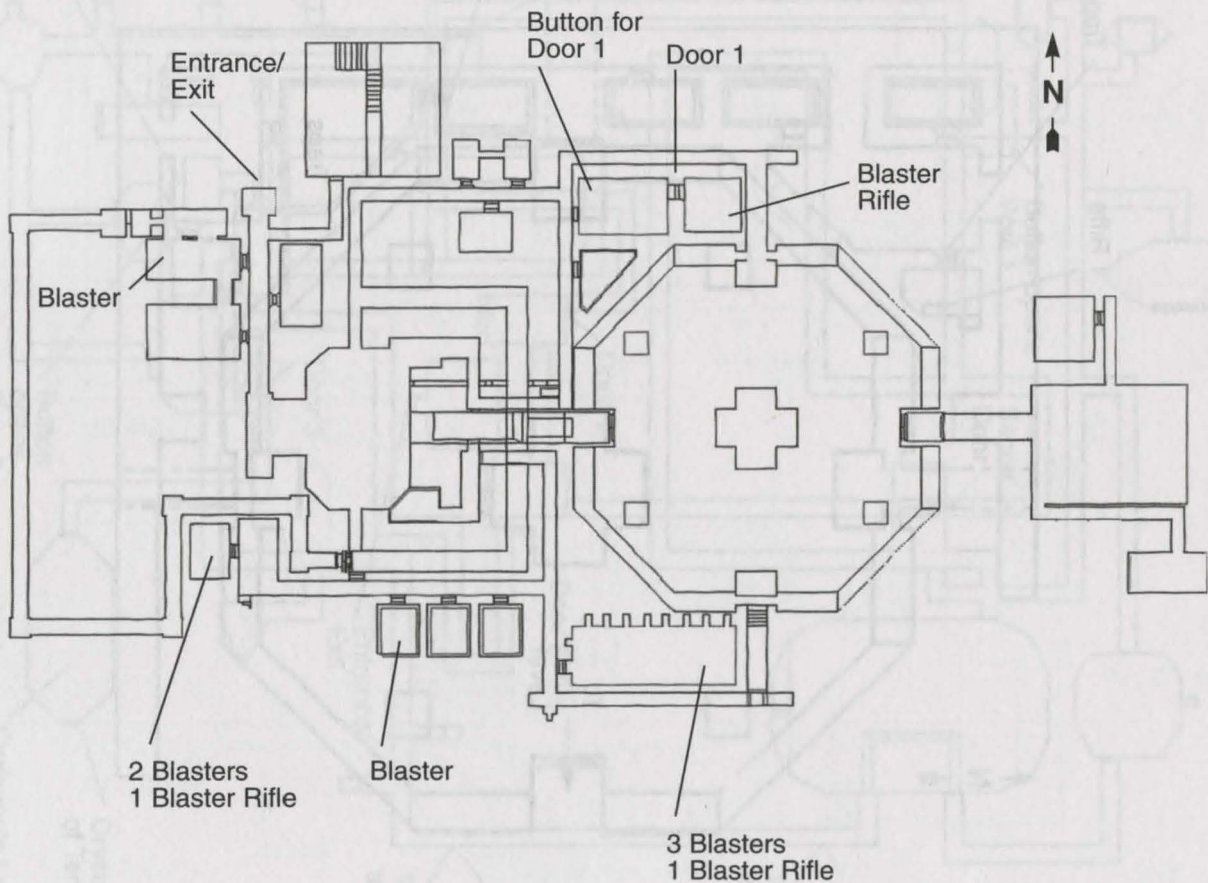 Button for
Door 1
Door 1
Entrance/
Exit
N
Blaster
Rifle
Blaster
2 Blasters
1 Blaster Rifle
Blaster
3 Blasters
1 Blaster Rifle